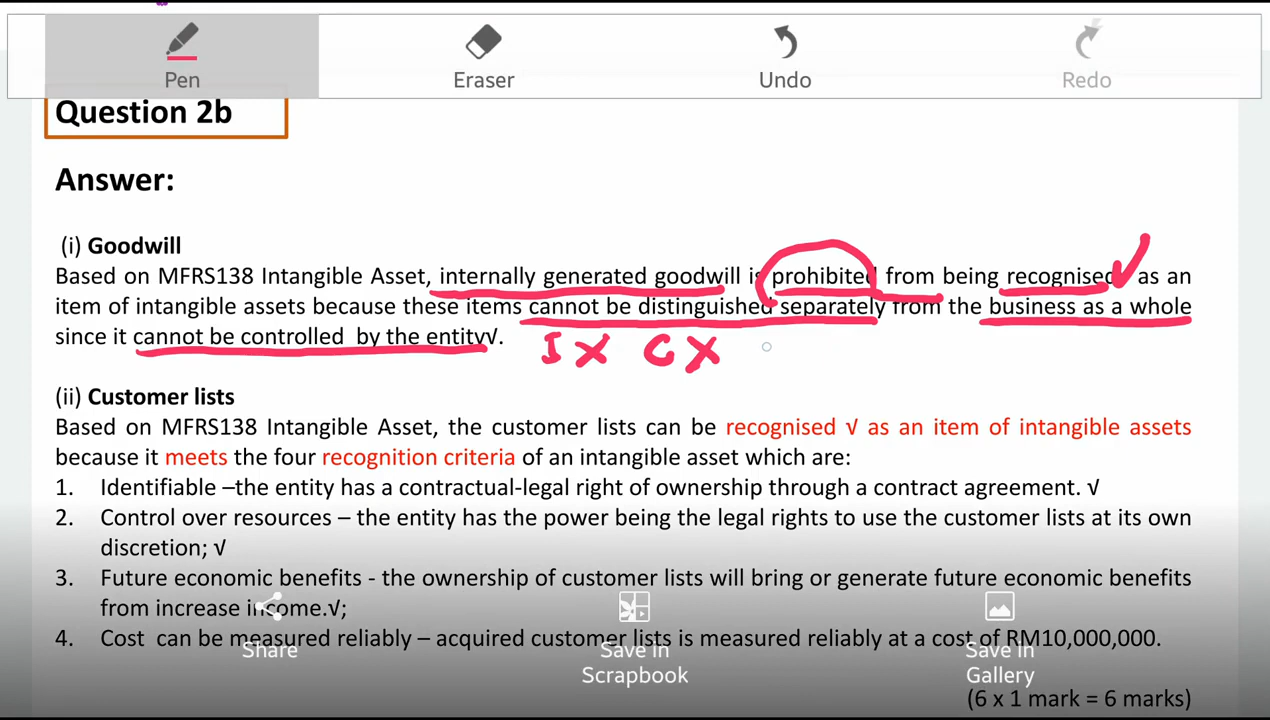 Pen Eraser Undo Redo
Question 2b
Answer:
(i) Goodwill
Based on MFRS138 Intangible Asset, internally generated goodwill is prohibited from being recognised √ as an
item of intangible assets because these items cannot be distinguished separately from the business as a whole
since it cannot be controlled by the entity√.
I X C X
(ii) Customer lists
Based on MFRS138 Intangible Asset, the customer lists can be recognised √ as an item of intangible assets
because it meets the four recognition criteria of an intangible asset which are:
1. Identifiable –the entity has a contractual-legal right of ownership through a contract agreement. √
2. Control over resources – the entity has the power being the legal rights to use the customer lists at its own
discretion; √
3. Future economic benefits - the ownership of customer lists will bring or generate future economic benefits
from increase income.√;
4. Cost can be measured reliably – acquired customer lists is measured reliably at a cost of RM10,000,000.
Share
Save in
Scrapbook
Save in
Gallery
(6 x 1 mark = 6 marks)